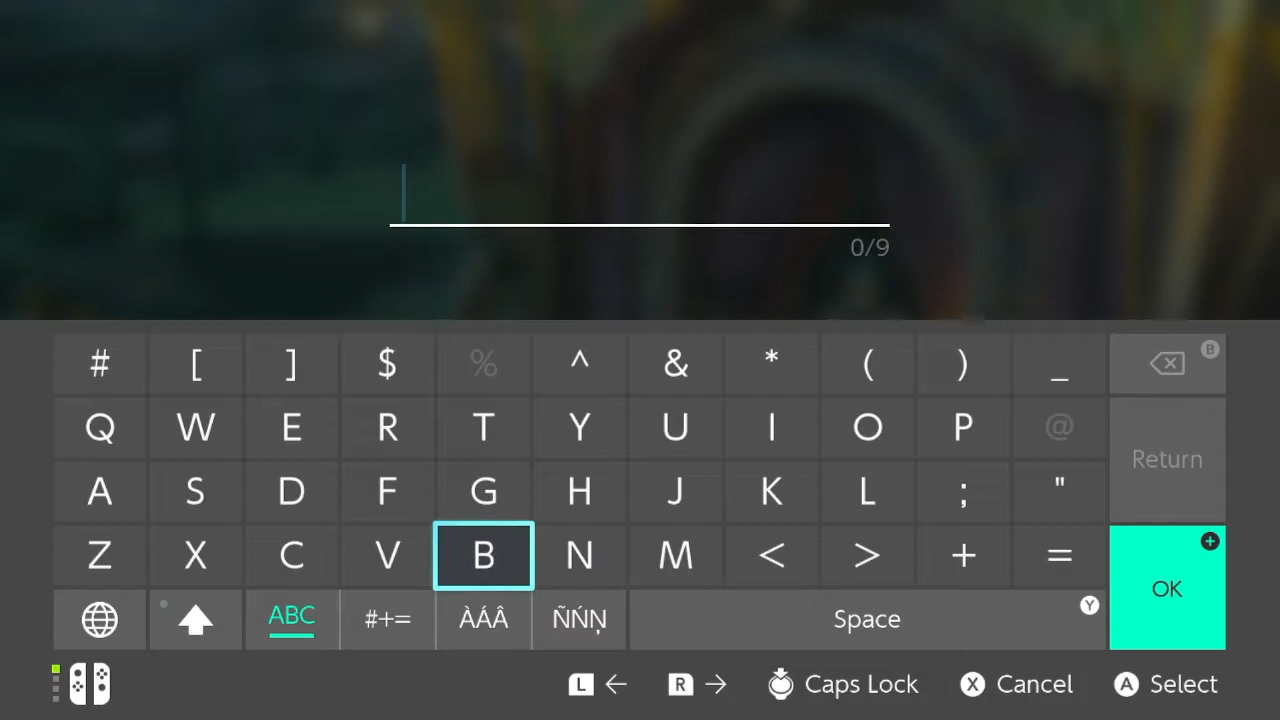 0/9
# [ ] $ % ^ & * ( ) _ B
Q W E R T Y U I O P @ Return
A S D F G H J K L ; "
Z X C V B N M < > + = OK +
ABC #+= ÀÁÂ ÑŃŅ Space Y
L ← R → Caps Lock X Cancel A Select